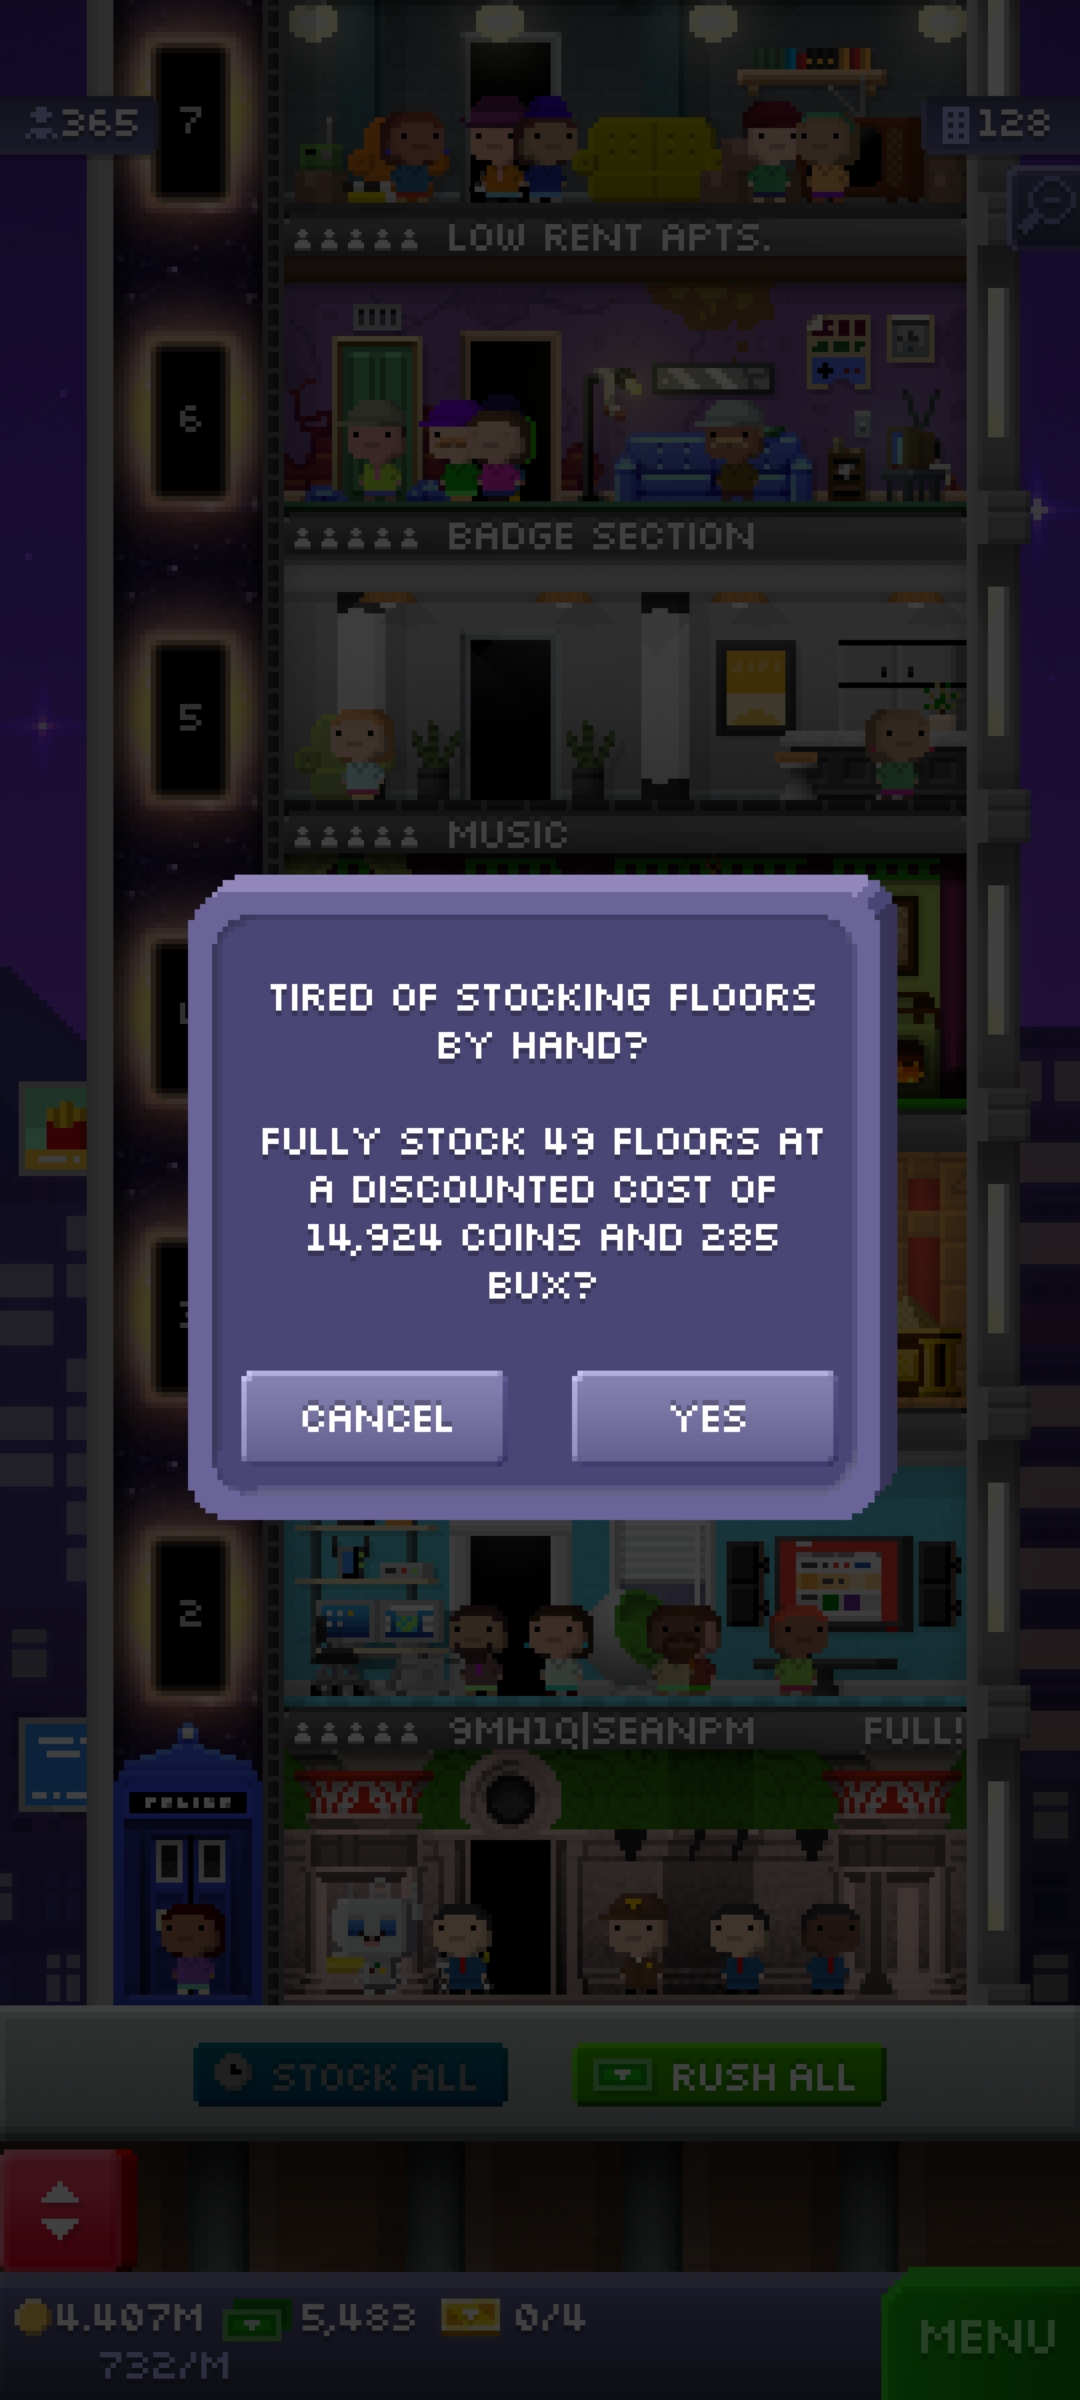 7
365
128
LOW RENT APTS.
6
BADGE SECTION
5
MUSIC
TIRED OF STOCKING FLOORS
BY HAND?
FULLY STOCK 49 FLOORS AT
A DISCOUNTED COST OF
14,924 COINS AND 285
BUX?
CANCEL
YES
2
9MH1Q|SEANPM
FULL!
STOCK ALL
RUSH ALL
4.407M
5,483
0/4
732/M
MENU